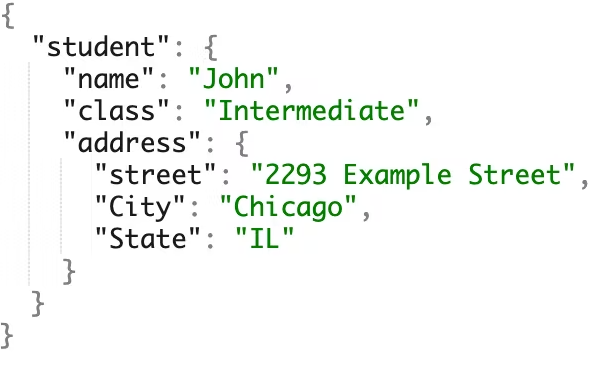 {
  "student": {
    "name": "John",
    "class": "Intermediate",
    "address": {
      "street": "2293 Example Street",
      "City": "Chicago",
      "State": "IL"
    }
  }
}